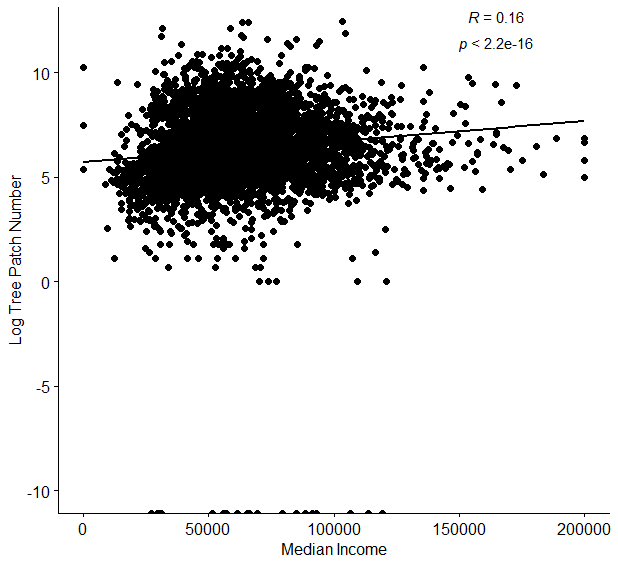 R = 0.16
p < 2.2e-16
10
5
0
-5
-10
Log Tree Patch Number
0 50000 100000 150000 200000
Median Income